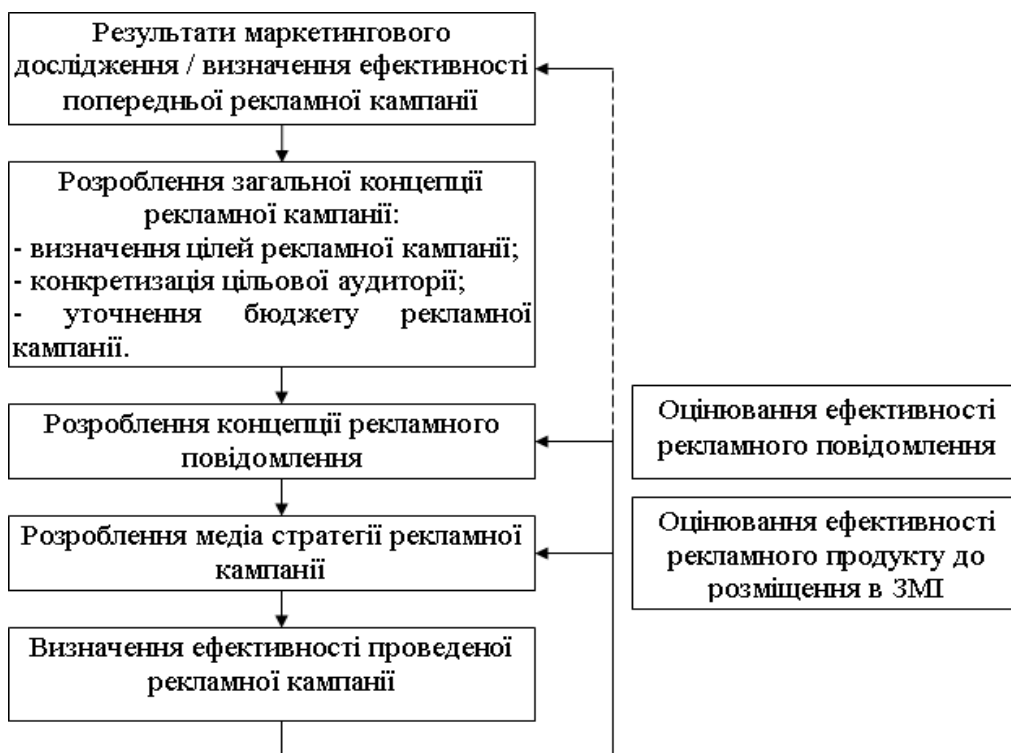 Результати маркетингового
дослідження / визначення ефективності
попередньої рекламної кампанії
Розроблення загальної концепції
рекламної кампанії:
- визначення цілей рекламної кампанії;
- конкретизація цільової аудиторії;
- уточнення бюджету рекламної
кампанії.
Розроблення концепції рекламного
повідомлення
Оцінювання ефективності
рекламного повідомлення
Розроблення медіа стратегії рекламної
кампанії
Оцінювання ефективності
рекламного продукту до
розміщення в ЗМІ
Визначення ефективності проведеної
рекламної кампанії